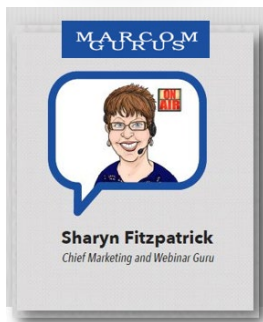 MARCOM
GURUS
ON
AIR
Sharyn Fitzpatrick
Chief Marketing and Webinar Guru